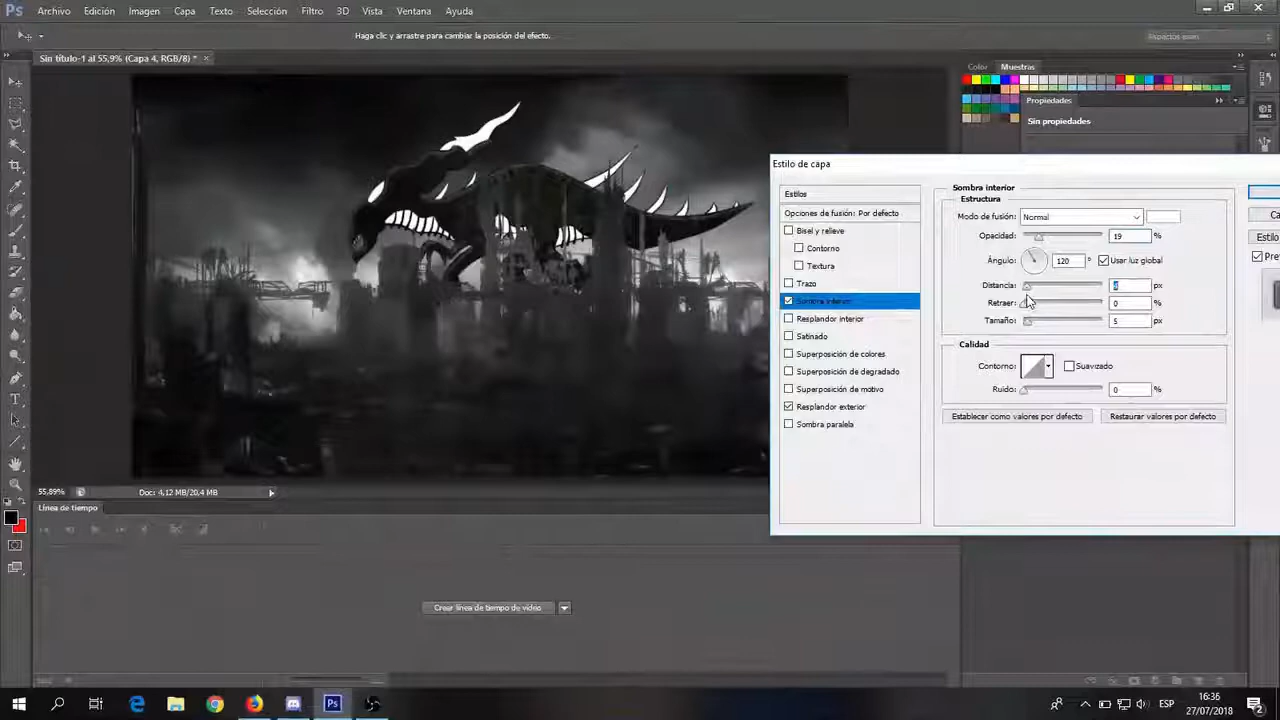 Ps Archivo Edición Imagen Capa Texto Selección Filtro 3D Vista Ventana Ayuda
Haga clic y arrastre para cambiar la posición del efecto.
Sin título-1 al 55,9% (Capa 4, RGB/8) * ×
Color Muestras
Propiedades
Sin propiedades
Estilo de capa
Estilos
Opciones de fusión: Por defecto
Bisel y relieve
Contorno
Textura
Trazo
Sombra interior
Resplandor interior
Satinado
Superposición de colores
Superposición de degradado
Superposición de motivo
Resplandor exterior
Sombra paralela
Sombra interior
Estructura
Modo de fusión: Normal
Opacidad: 19 %
Ángulo: 120 ° Usar luz global
Distancia: px
Retraer: 0 %
Tamaño: 5 px
Calidad
Contorno: Suavizado
Ruido: 0 %
Establecer como valores por defecto Restaurar valores por defecto
Ca
Estilo
Pre
55,89% Doc: 4,12 MB/20,4 MB
Línea de tiempo
Crear línea de tiempo de vídeo
Ps
ESP
16:36
27/07/2018
2